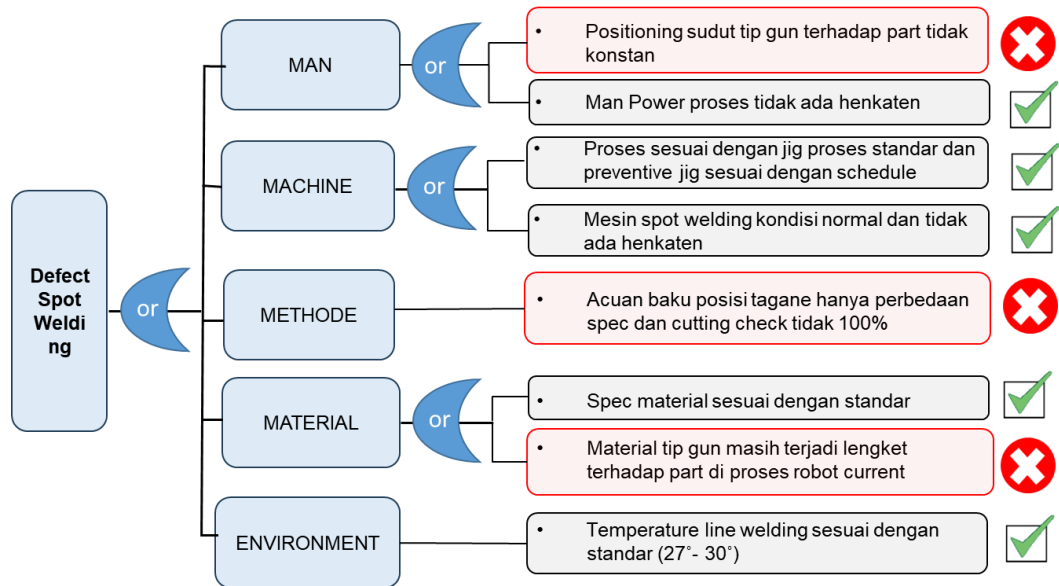 Defect
Spot
Weldi
ng
or
MAN
or
• Positioning sudut tip gun terhadap part tidak
konstan
• Man Power proses tidak ada henkaten
MACHINE
or
• Proses sesuai dengan jig proses standar dan
preventive jig sesuai dengan schedule
• Mesin spot welding kondisi normal dan tidak
ada henkaten
METHODE
• Acuan baku posisi tagane hanya perbedaan
spec dan cutting check tidak 100%
MATERIAL
or
• Spec material sesuai dengan standar
• Material tip gun masih terjadi lengket
terhadap part di proses robot current
ENVIRONMENT
• Temperature line welding sesuai dengan
standar (27˚- 30˚)